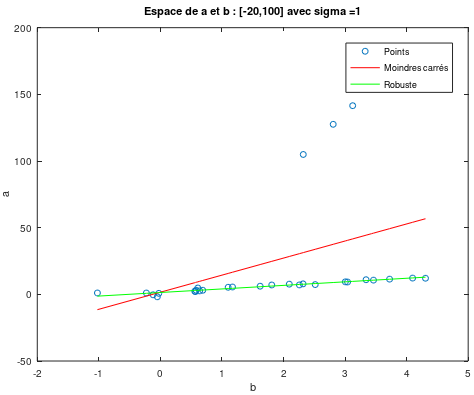 Espace de a et b : [-20,100] avec sigma =1
200
150
100
50
0
-50
a
Points
Moindres carrés
Robuste
-2
-1
0
1
2
3
4
5
b